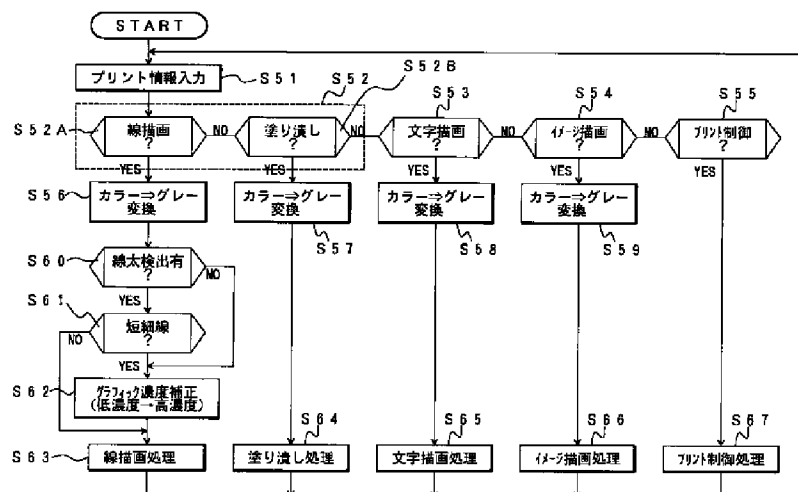 START
プリント情報入力
S51
S52
S52B
S53
S54
S55
S52A
線描画
?
NO
塗り潰し
?
NO
文字描画
?
NO
イメージ描画
?
NO
プリント制御
?
YES
YES
YES
YES
YES
S56
カラー⇒グレー
変換
カラー⇒グレー
変換
S57
カラー⇒グレー
変換
S58
カラー⇒グレー
変換
S59
S60
線太検出有
?
NO
YES
S61
短細線
?
NO
YES
S62
グラフィック濃度補正
(低濃度→高濃度)
S63
線描画処理
S64
塗り潰し処理
S65
文字描画処理
S66
イメージ描画処理
S67
プリント制御処理